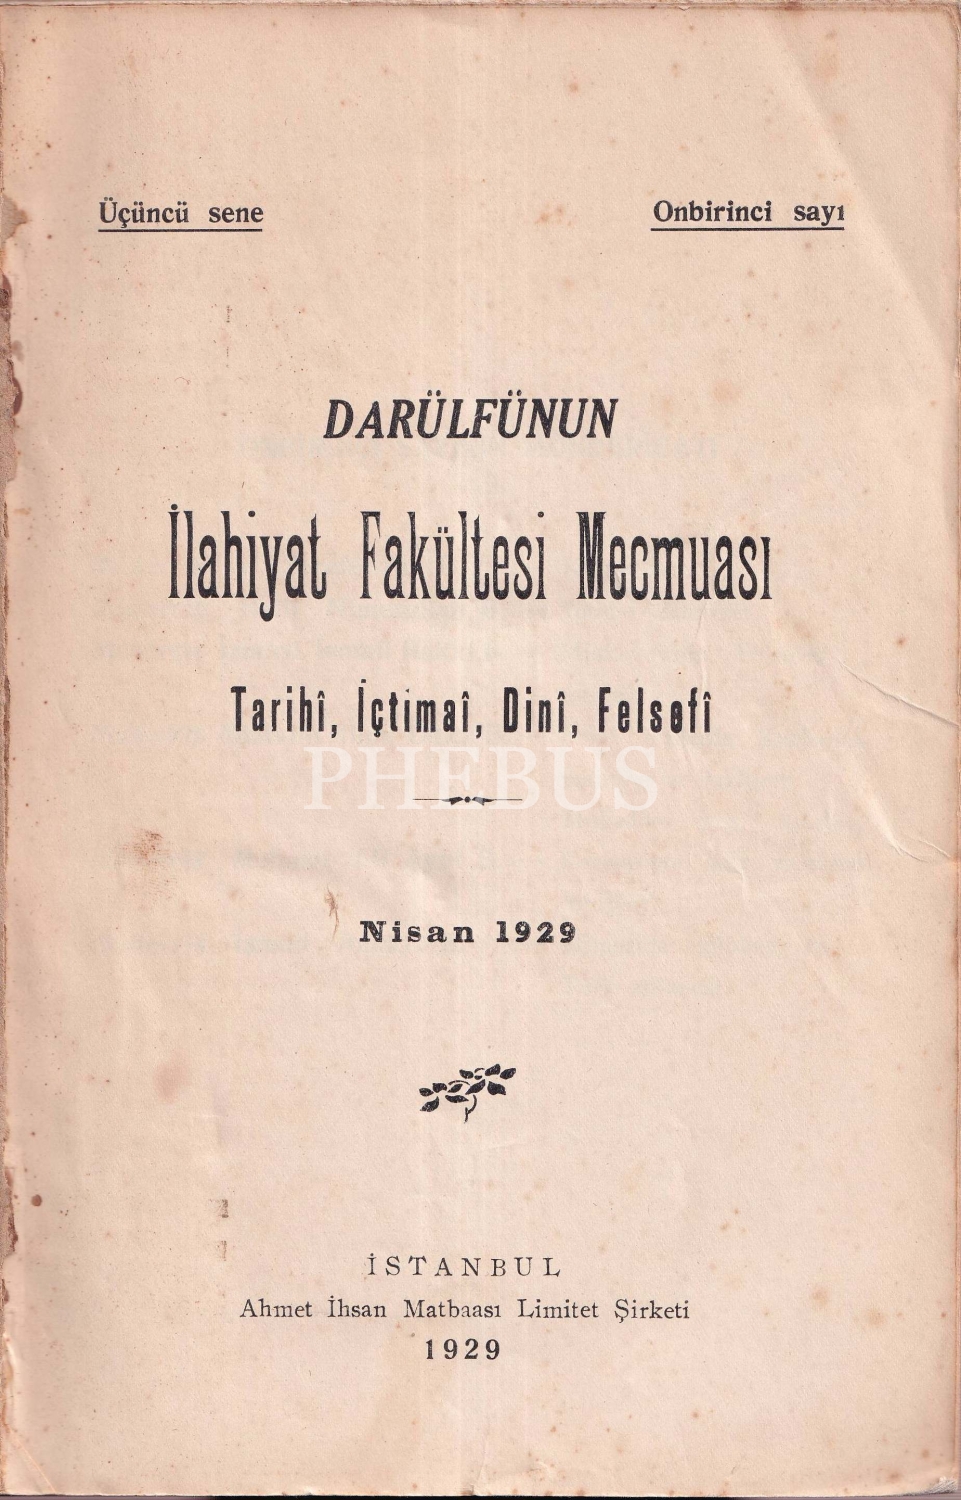 Üçüncü sene
Onbirinci sayı
DARÜLFÜNUN
İlahiyat Fakültesi Mecmuası
Tarihî, İçtimaî, Dinî, Felsefî
PHEBUS
Nisan 1929
İSTANBUL
Ahmet İhsan Matbaası Limitet Şirketi
1929